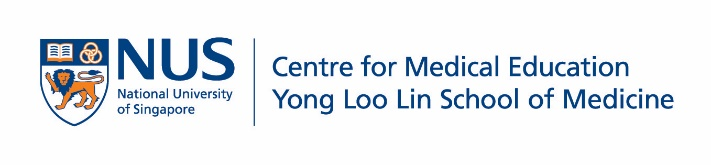 NUS
National University
of Singapore
Centre for Medical Education
Yong Loo Lin School of Medicine